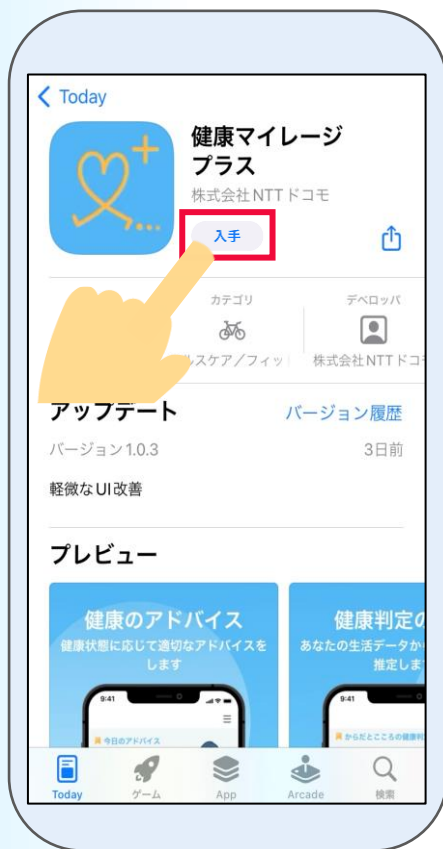 Today
健康マイレージ
プラス
株式会社NTTドコモ
入手
カテゴリ
デベロッパ
ルスケア／フィッ
株式会社NTTドコ
アップデート
バージョン履歴
バージョン1.0.3
3日前
軽微なUI改善
プレビュー
健康のアドバイス
健康状態に応じて適切なアドバイスを
します
9:41
今日のアドバイス
健康判定の
あなたの生活データか
推定しま
9:41
からだとこころの健康判
Today
ゲーム
App
Arcade
検索